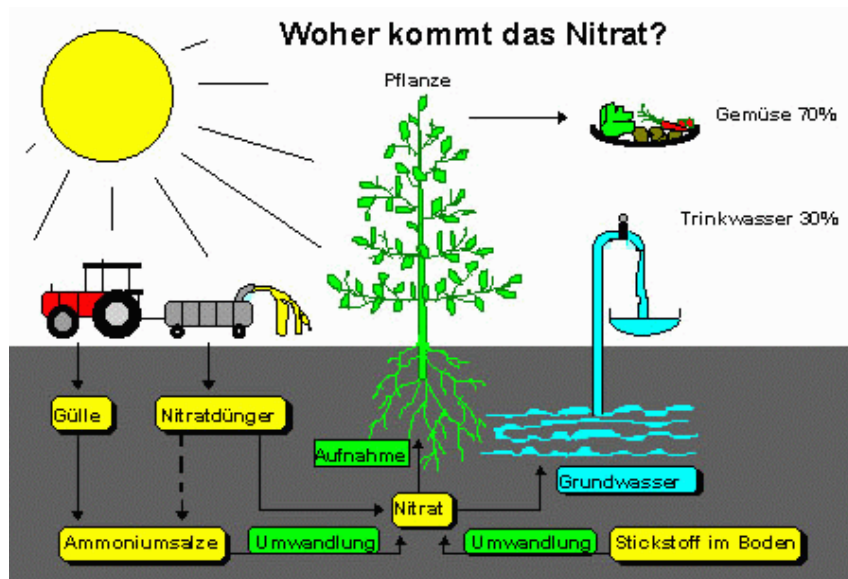 Woher kommt das Nitrat?
Pflanze
Gemüse 70%
Trinkwasser 30%
Gülle
Nitratdünger
Aufnahme
Grundwasser
Nitrat
Ammoniumsalze
Umwandlung
Umwandlung
Stickstoff im Boden